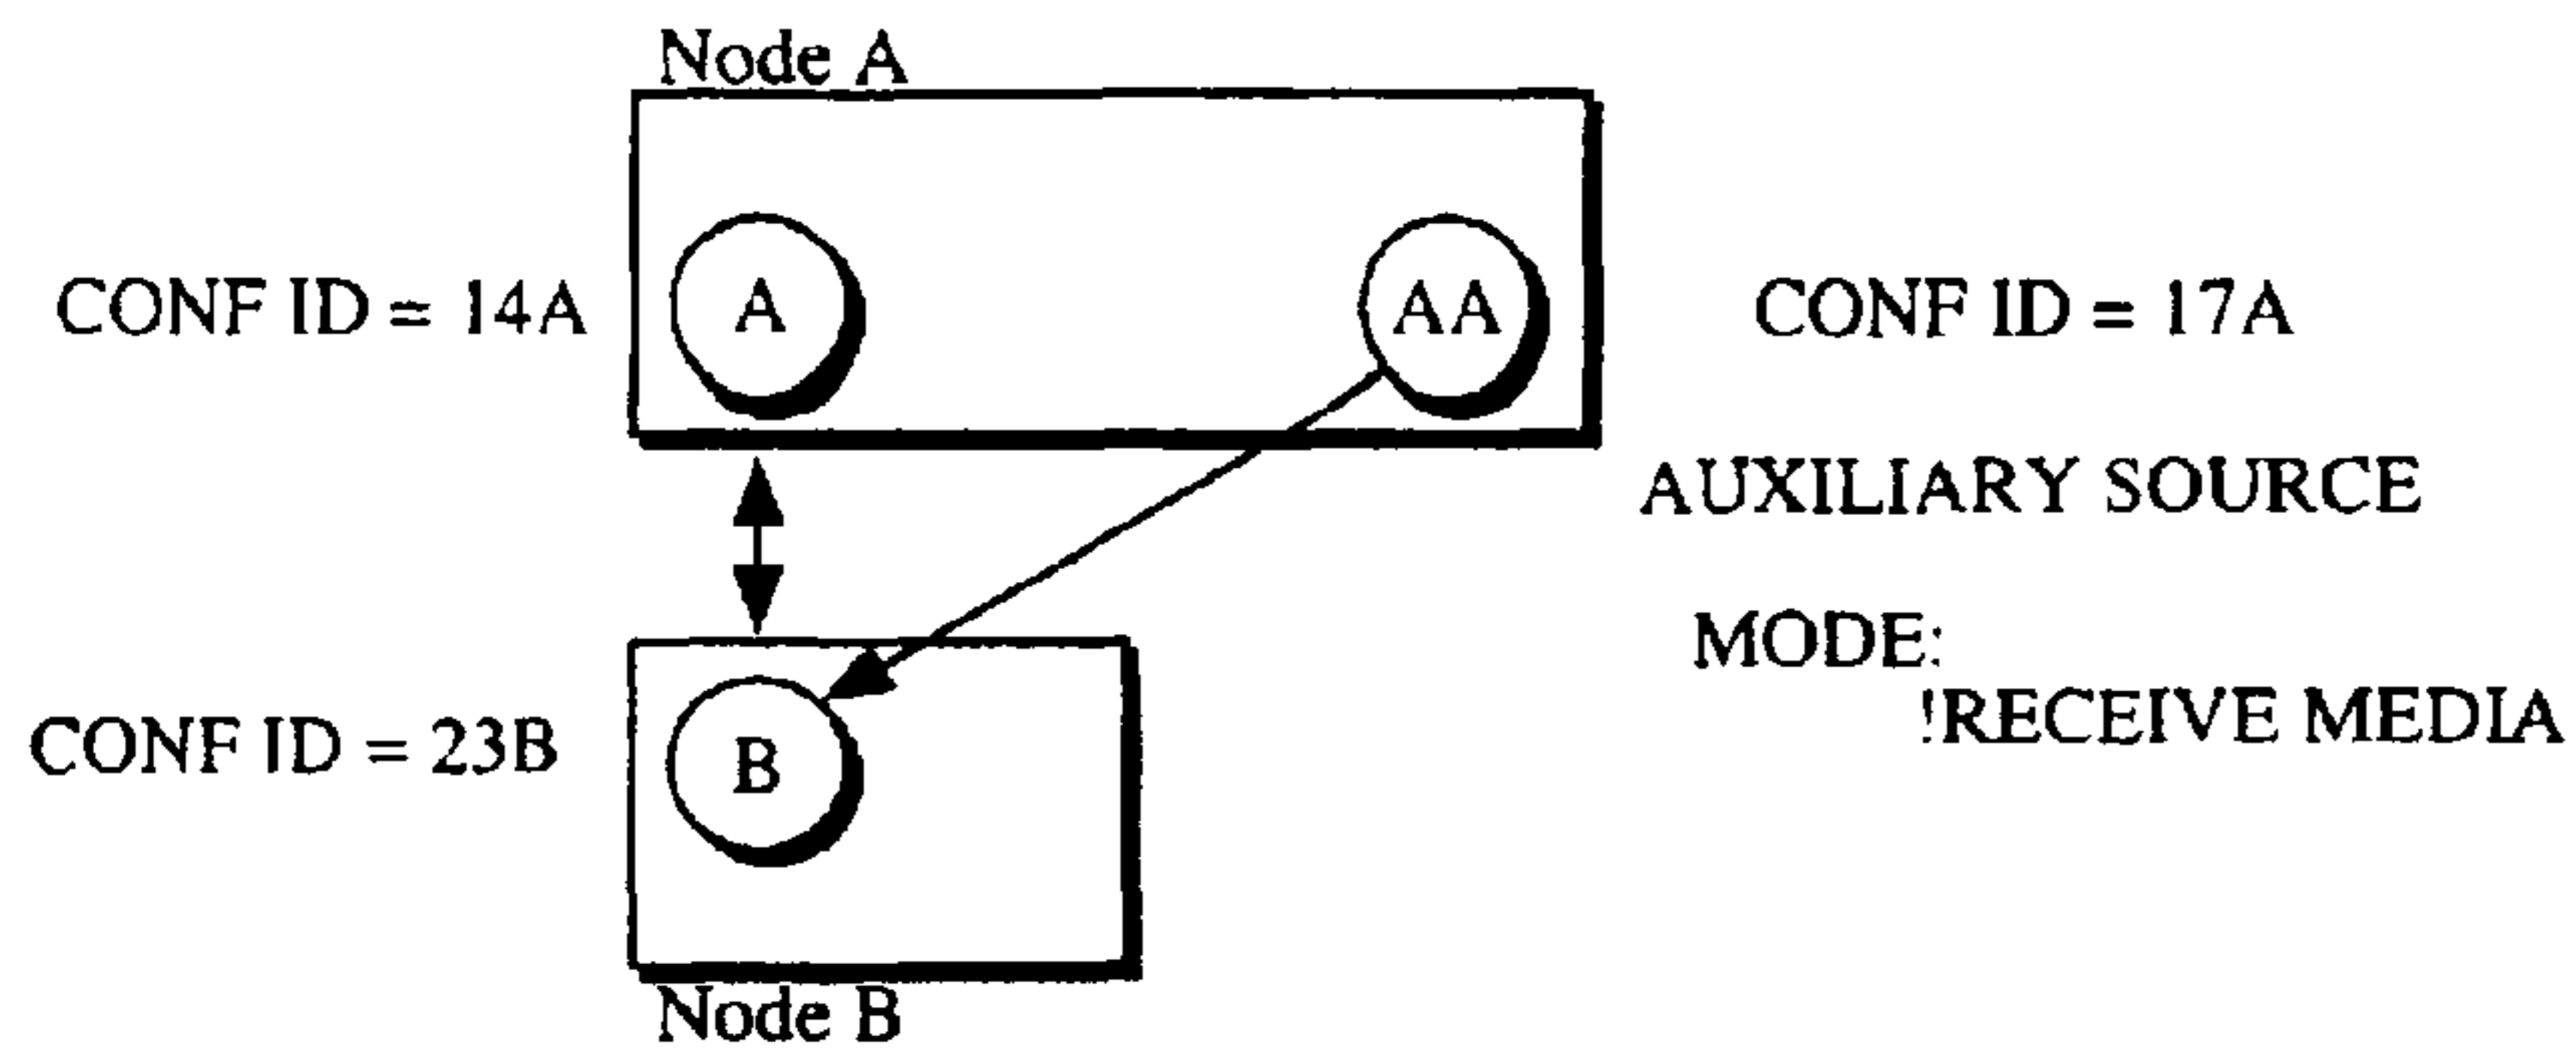 Node A
CONF ID = 14A
A
AA
CONF ID = 17A
AUXILIARY SOURCE
MODE:
!RECEIVE MEDIA
CONF ID = 23B
B
Node B